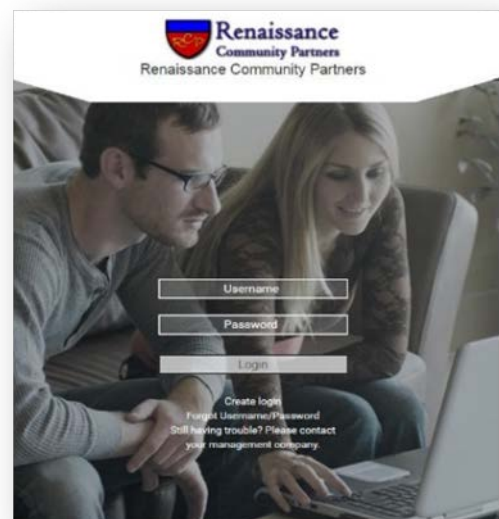 RCP
Renaissance
Community Partners
Renaissance Community Partners
Username
Password
Login
Create login
Forgot Username/Password
Still having trouble? Please contact
your management company.